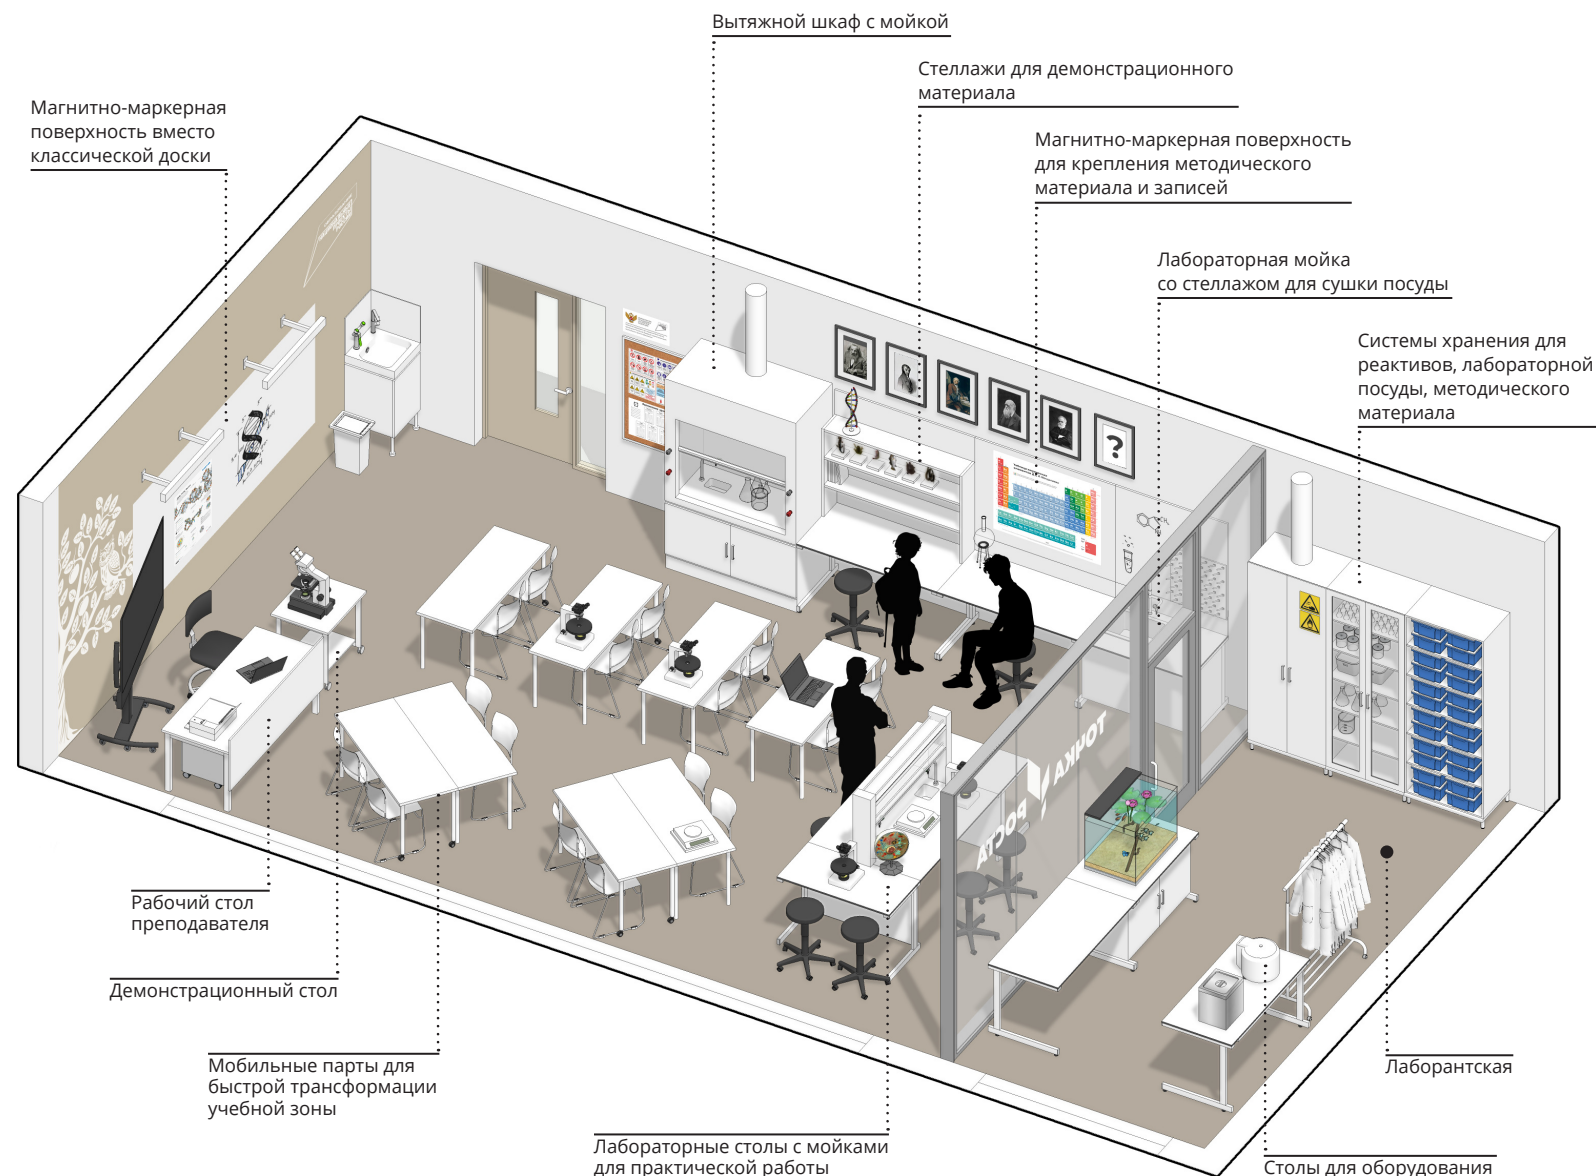 Вытяжной шкаф с мойкой
Стеллажи для демонстрационного
материала
Магнитно-маркерная
поверхность вместо
классической доски
Магнитно-маркерная поверхность
для крепления методического
материала и записей
Лабораторная мойка
со стеллажом для сушки посуды
Системы хранения для
реактивов, лабораторной
посуды, методического
материала
?
ТОЧКА
РОСТА
Рабочий стол
преподавателя
Демонстрационный стол
Мобильные парты для
быстрой трансформации
учебной зоны
Лабораторные столы с мойками
для практической работы
Лаборантская
Столы для оборудования